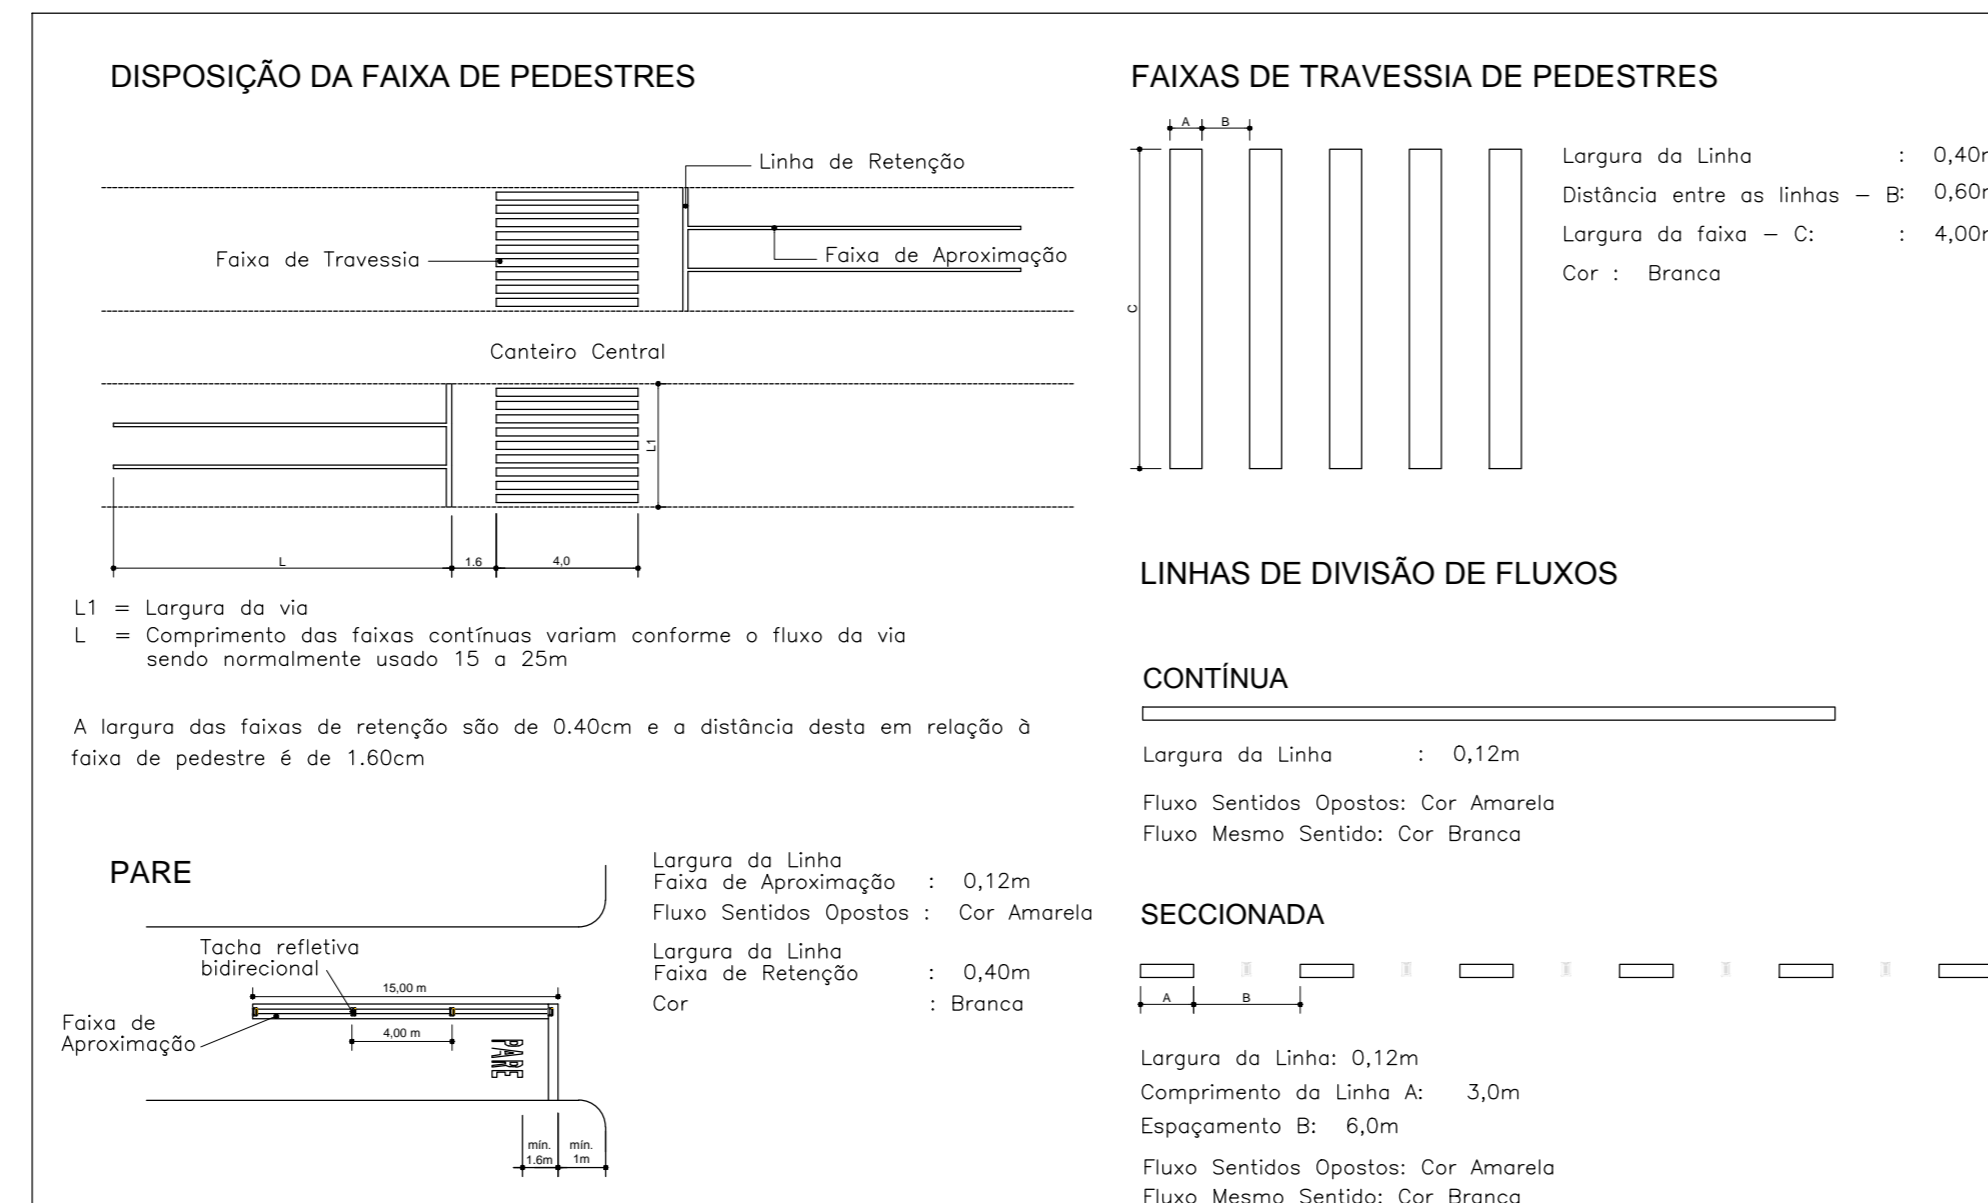 DISPOSIÇÃO DA FAIXA DE PEDESTRES
Linha de Retenção
Faixa de Travessia
Faixa de Aproximação
Canteiro Central
L1
L
1.6
4,0
L1 = Largura da via
L = Comprimento das faixas contínuas variam conforme o fluxo da via
sendo normalmente usado 15 a 25m
A largura das faixas de retenção são de 0.40cm e a distância desta em relação à
faixa de pedestre é de 1.60cm
PARE
Tacha refletiva
bidirecional
15,00 m
Faixa de
Aproximação
4,00 m
PARE
mín.
1.6m
mín.
1m
Largura da Linha
Faixa de Aproximação : 0,12m
Fluxo Sentidos Opostos : Cor Amarela
Largura da Linha
Faixa de Retenção : 0,40m
Cor : Branca
FAIXAS DE TRAVESSIA DE PEDESTRES
A B
C
Largura da Linha : 0,40
Distância entre as linhas – B: 0,60
Largura da faixa – C: : 4,00
Cor : Branca
LINHAS DE DIVISÃO DE FLUXOS
CONTÍNUA
Largura da Linha : 0,12m
Fluxo Sentidos Opostos: Cor Amarela
Fluxo Mesmo Sentido: Cor Branca
SECCIONADA
A B
Largura da Linha: 0,12m
Comprimento da Linha A: 3,0m
Espaçamento B: 6,0m
Fluxo Sentidos Opostos: Cor Amarela
Fluxo Mesmo Sentido: Cor Branca